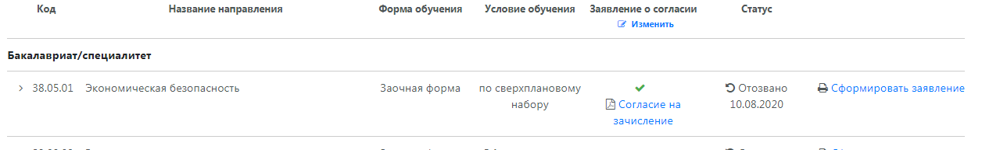 Код Название направления Форма обучения Условие обучения Заявление о согласии Статус
Изменить
Бакалавриат/специалитет
38.05.01 Экономическая безопасность Заочная форма по сверхплановому Отозвано Сформировать заявление
набору Согласие на 10.08.2020
зачисление